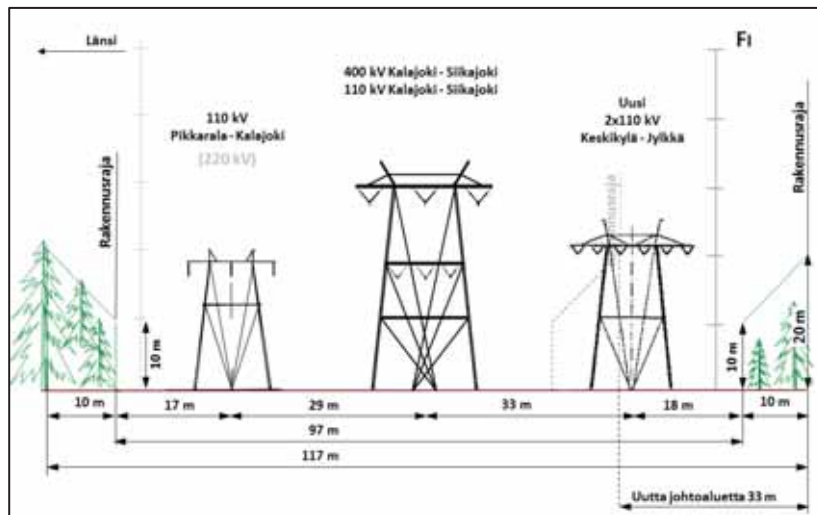 Länsi
FI
400 kV Kalajoki - Siikajoki
110 kV Kalajoki - Siikajoki
110 kV
Pikkarala - Kalajoki
(220 kV)
Uusi
2x110 kV
Keskikylä - Jylkkä
Rakennusraja
Rakennusraja
10 m
10 m
20 m
10 m
17 m
29 m
33 m
18 m
10 m
97 m
117 m
Uutta johtoaluetta 33 m